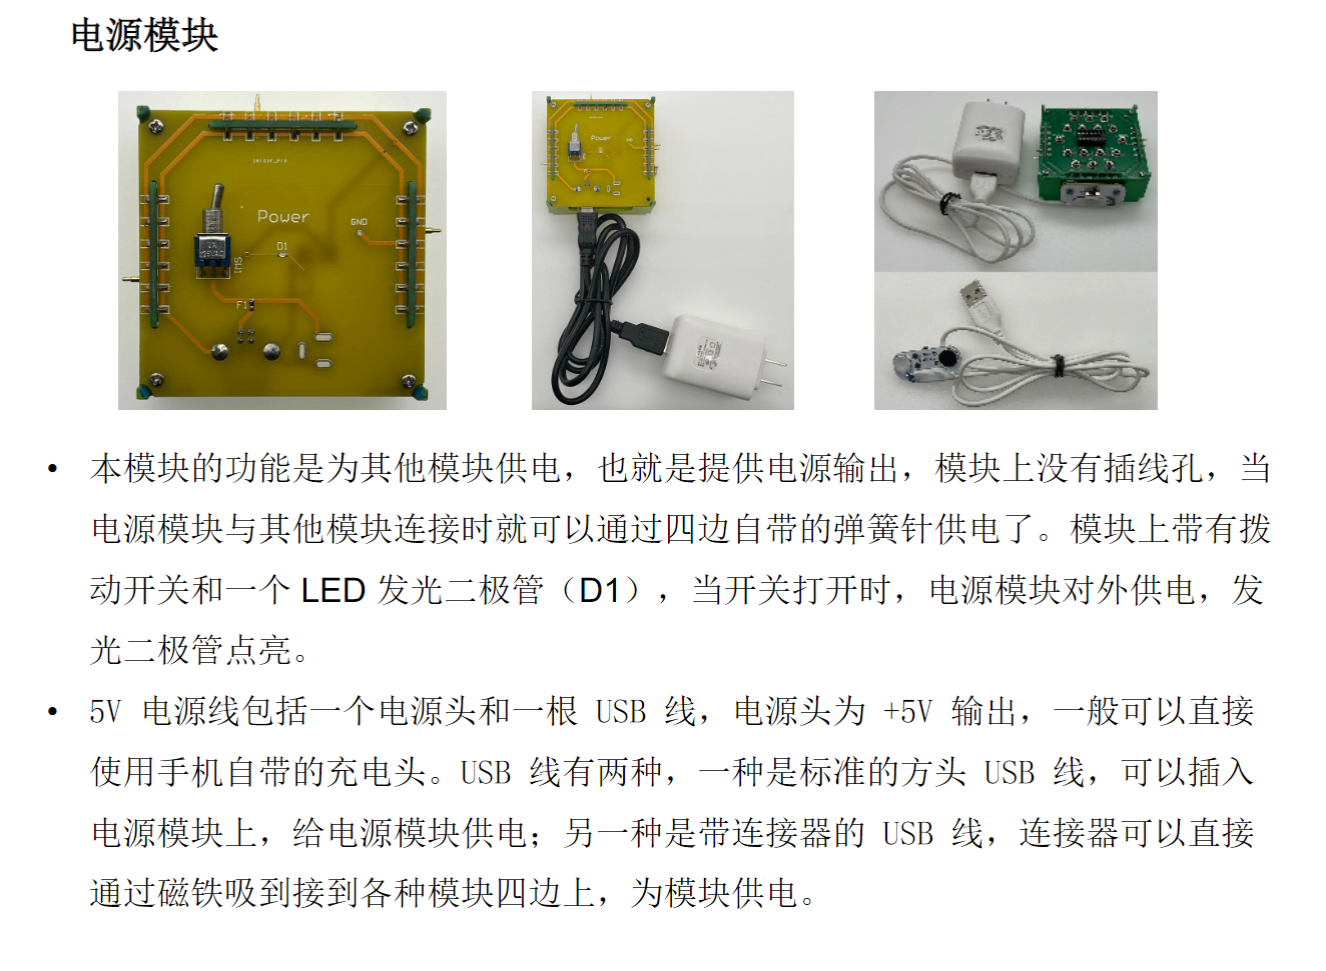 电源模块
Power
GND
D1
SW1
F1
Power
• 本模块的功能是为其他模块供电，也就是提供电源输出，模块上没有插线孔，当
电源模块与其他模块连接时就可以通过四边自带的弹簧针供电了。模块上带有拨
动开关和一个 LED 发光二极管（D1），当开关打开时，电源模块对外供电，发
光二极管点亮。
• 5V 电源线包括一个电源头和一根 USB 线，电源头为 +5V 输出，一般可以直接
使用手机自带的充电头。USB 线有两种，一种是标准的方头 USB 线，可以插入
电源模块上，给电源模块供电；另一种是带连接器的 USB 线，连接器可以直接
通过磁铁吸到接到各种模块四边上，为模块供电。